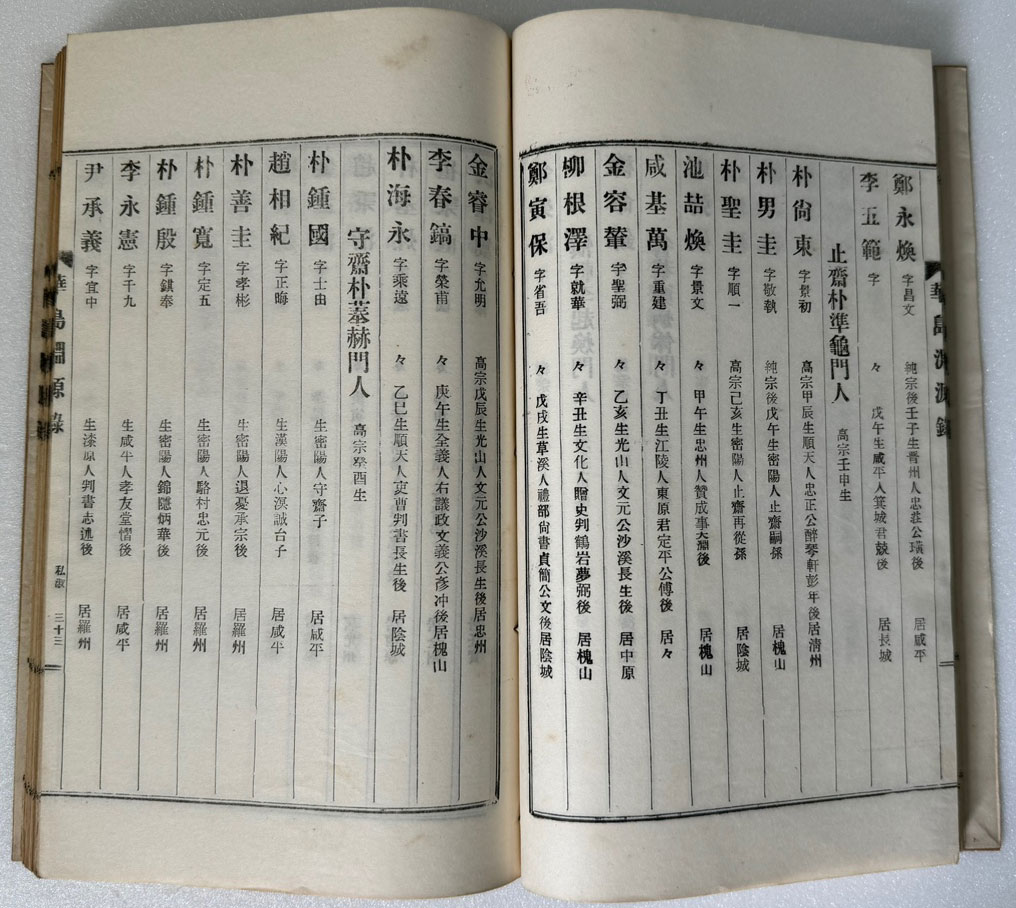 華島淵源錄
鄭永煥 字昌文 純宗後壬子生晋州人忠莊公璜後 居咸平
李五範 字 々 戊午生咸平人箕城君兢後 居長城
止齋朴準龜門人 高宗壬申生
朴尙東 字景初 高宗甲辰生順天人忠正公醉琴軒彭年後居淸州
朴男圭 字敬執 純宗後戊午生密陽人止齋嗣孫 居槐山
朴聖圭 字順一 高宗己亥生密陽人止齋再從孫 居陰城
池喆煥 字景文 々 甲午生忠州人贊成事大淵後 居槐山
咸基萬 字重建 々 丁丑生江陵人東原君定平公傅後 居々
金容輦 字聖弼 々 乙亥生光山人文元公沙溪長生後 居中原
柳根澤 字就華 々 辛丑生文化人贈史判鶴岩夢弼後 居槐山
鄭寅保 字省吾 々 戊戌生草溪人禮部尙書貞簡公文後居陰城
金睿中 字允明 高宗戊辰生光山人文元公沙溪長生後居忠州
李春鎬 字榮甫 々 庚午生全義人右議政文義公彥冲後居槐山
朴海永 字乘遠 々 乙巳生順天人吏曹判書長生後 居陰城
守齋朴菶赫門人 高宗癸酉生
朴鍾國 字士由 生密陽人守齋子 居咸平
趙相紀 字正晦 生漢陽人心溟誠台子 居咸平
朴善圭 字孝彬 生密陽人退憂承宗後 居羅州
朴鍾寬 字定五 生密陽人駱村忠元後 居羅州
朴鍾殷 字錤奉 生密陽人錦隱炳華後 居羅州
李永憲 字千九 生咸平人孝友堂慴後 居咸平
尹承義 字宜中 生漆原人判書志述後 居羅州
華島淵源錄 私淑 三十三